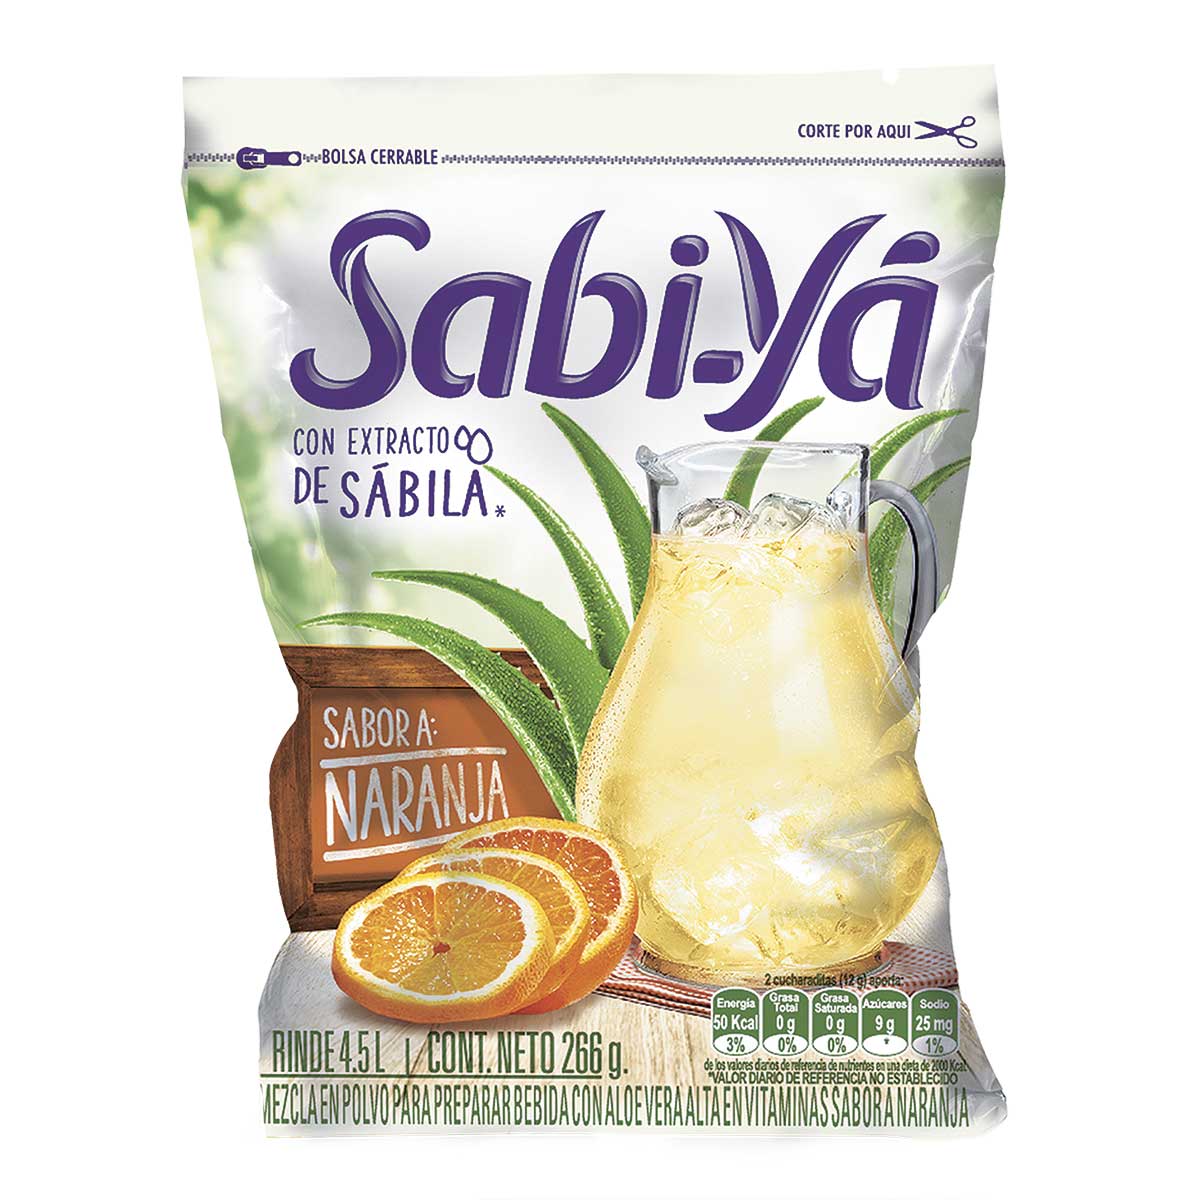 CORTE POR AQUI
BOLSA CERRABLE
Sabi-Yá
CON EXTRACTO
DE SÁBILA*
SABOR A:
NARANJA
2 cucharaditas (12 g) aporta:
Energía Grasa Total Grasa Saturada Azúcares Sodio
50 Kcal 0 g 0 g 9 g 25 mg
3% 0% 0% * 1%
de los valores diarios de referencia de nutrientes en una dieta de 2000 Kcal.
*VALOR DIARIO DE REFERENCIA NO ESTABLECIDO
RINDE 4.5 L | CONT. NETO 266 g.
MEZCLA EN POLVO PARA PREPARAR BEBIDA CON ALOE VERA ALTA EN VITAMINAS SABOR A NARANJA